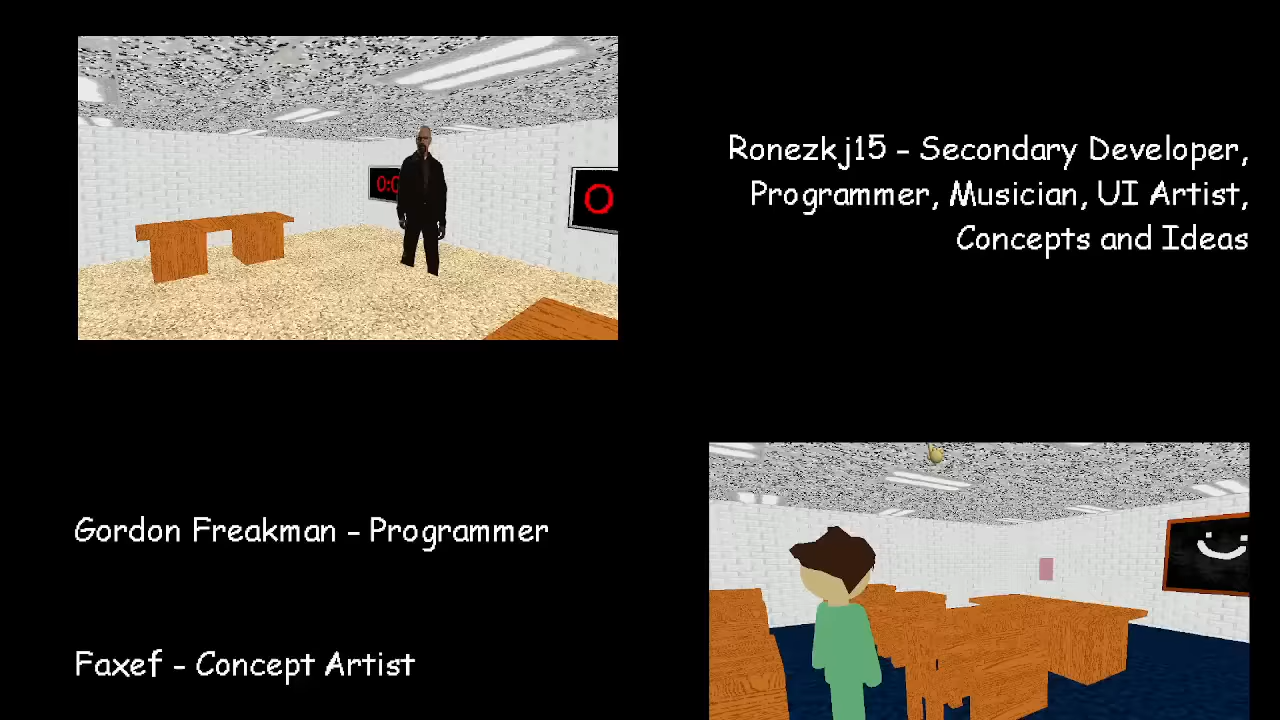 Ronezkj15 - Secondary Developer,
Programmer, Musician, UI Artist,
Concepts and Ideas
Gordon Freakman - Programmer
Faxef - Concept Artist